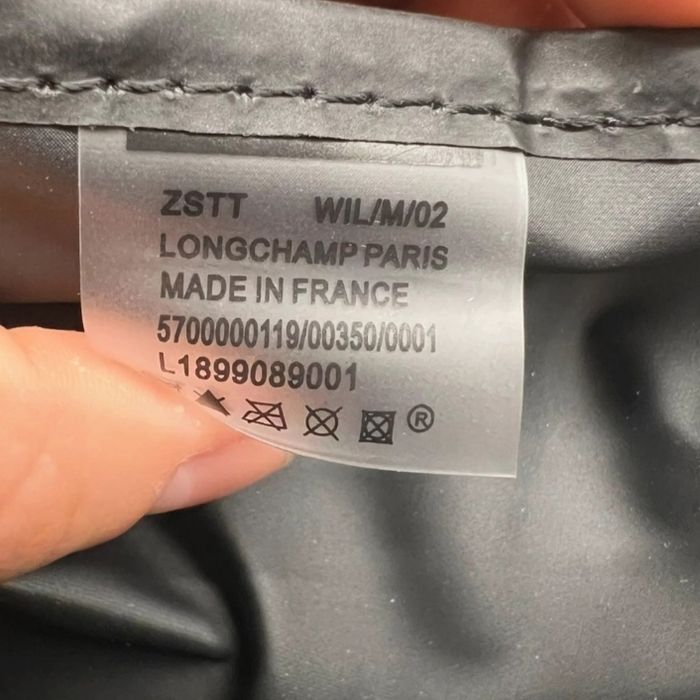 ZSTT WIL/M/02
LONGCHAMP PARIS
MADE IN FRANCE
5700000119/00350/0001
L1899089001
®